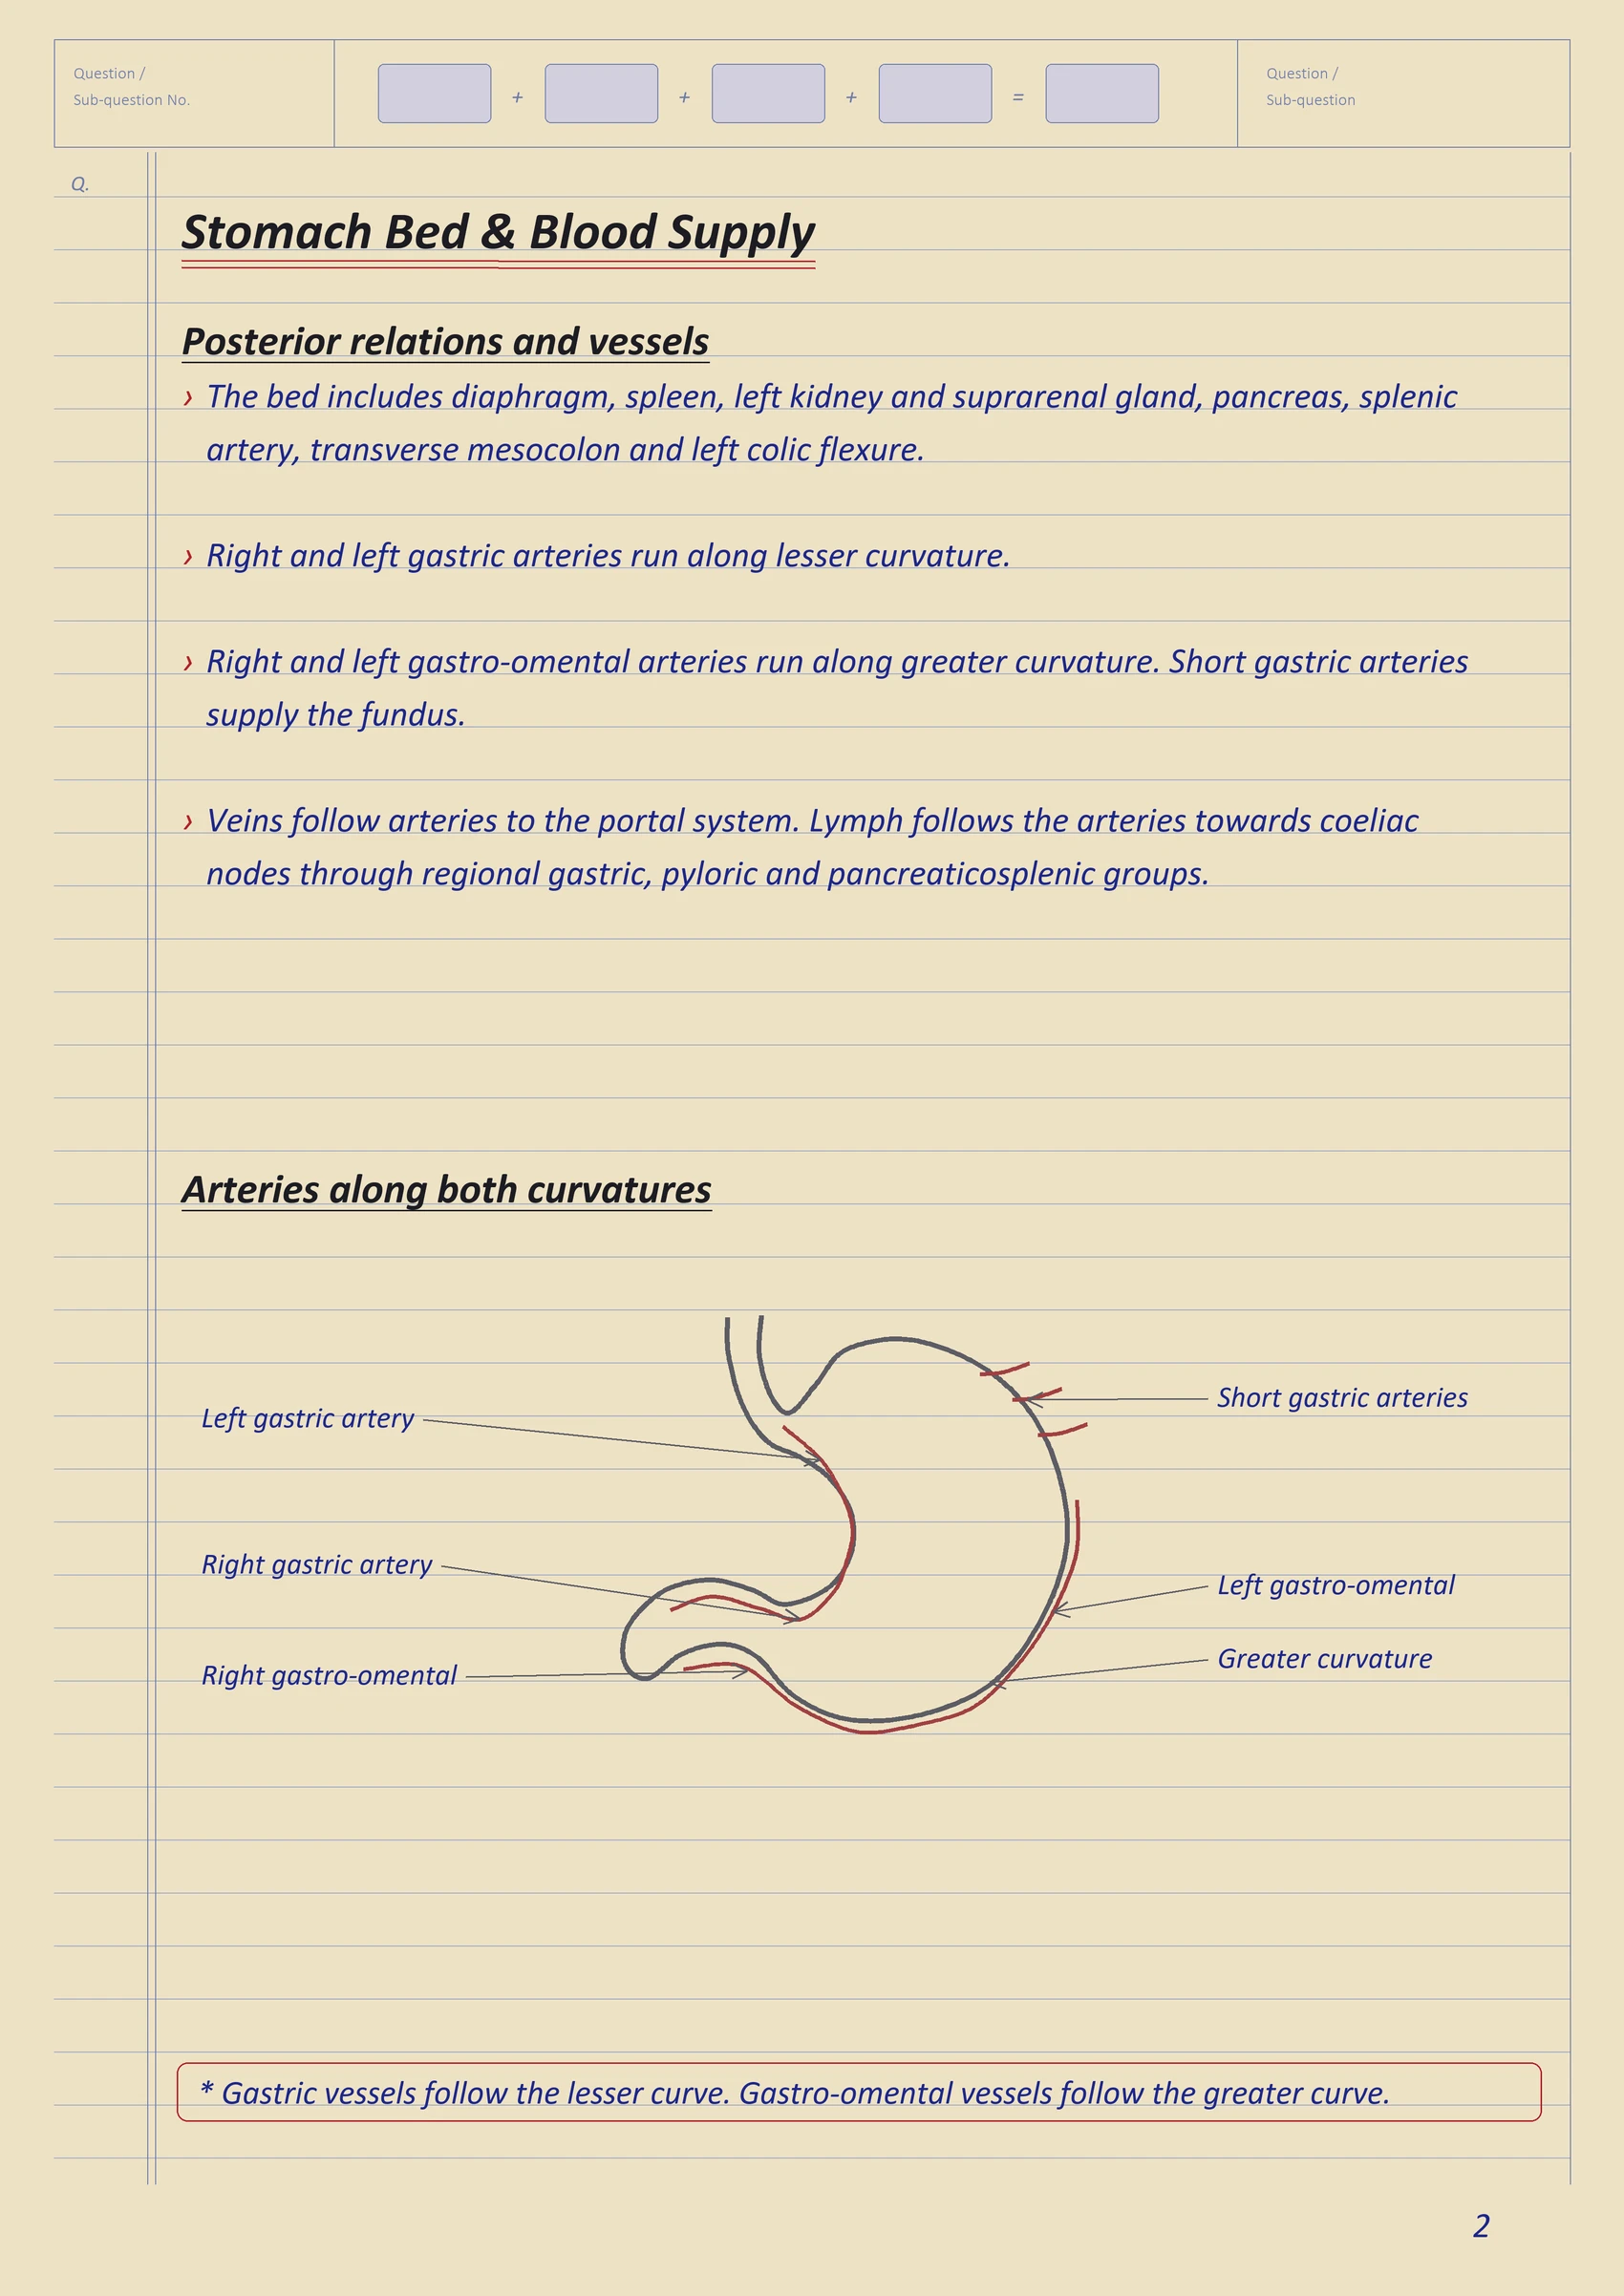 Question /
Sub-question No.
+ + + =
Question /
Sub-question
Q.
Stomach Bed & Blood Supply
Posterior relations and vessels
› The bed includes diaphragm, spleen, left kidney and suprarenal gland, pancreas, splenic
artery, transverse mesocolon and left colic flexure.
› Right and left gastric arteries run along lesser curvature.
› Right and left gastro-omental arteries run along greater curvature. Short gastric arteries
supply the fundus.
› Veins follow arteries to the portal system. Lymph follows the arteries towards coeliac
nodes through regional gastric, pyloric and pancreaticosplenic groups.
Arteries along both curvatures
Short gastric arteries
Left gastric artery
Right gastric artery
Left gastro-omental
Greater curvature
Right gastro-omental
* Gastric vessels follow the lesser curve. Gastro-omental vessels follow the greater curve.
2